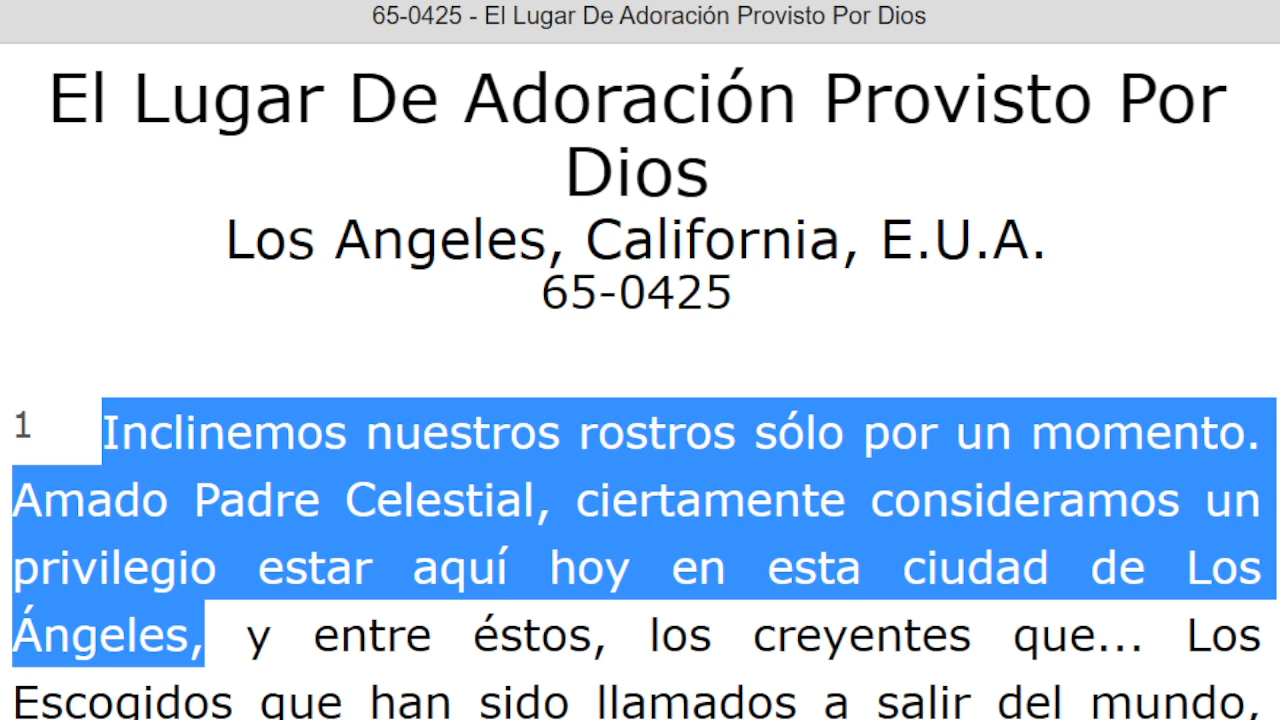 65-0425 - El Lugar De Adoración Provisto Por Dios
El Lugar De Adoración Provisto Por
Dios
Los Angeles, California, E.U.A.
65-0425
1 Inclinemos nuestros rostros sólo por un momento.
Amado Padre Celestial, ciertamente consideramos un
privilegio estar aquí hoy en esta ciudad de Los
Ángeles, y entre éstos, los creyentes que... Los
Escogidos que han sido llamados a salir del mundo,